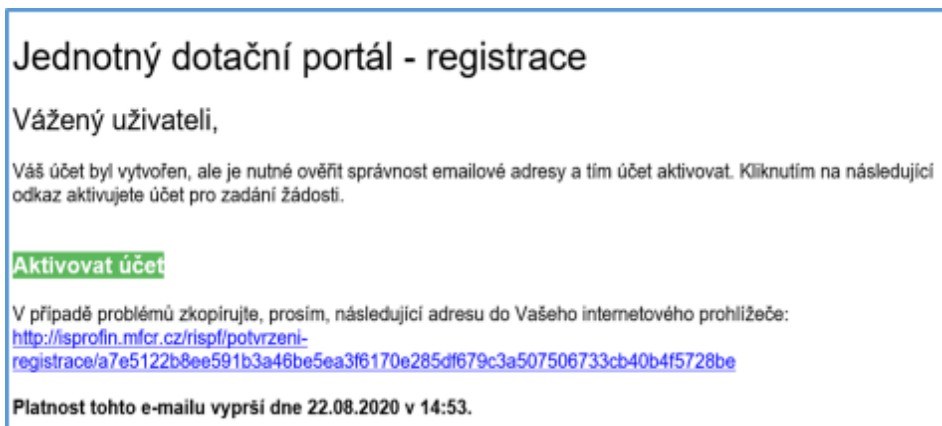 Jednotný dotační portál - registrace
Vážený uživateli,
Váš účet byl vytvořen, ale je nutné ověřit správnost emailové adresy a tím účet aktivovat. Kliknutím na následující
odkaz aktivujete účet pro zadání žádosti.
Aktivovat účet
V případě problémů zkopírujte, prosím, následující adresu do Vašeho internetového prohlížeče:
http://isprofin.mfcr.cz/rispf/potvrzeni-
registrace/a7e5122b8ee591b3a46be5ea3f6170e285df679c3a507506733cb40b4f5728be
Platnost tohto e-mailu vyprší dne 22.08.2020 v 14:53.